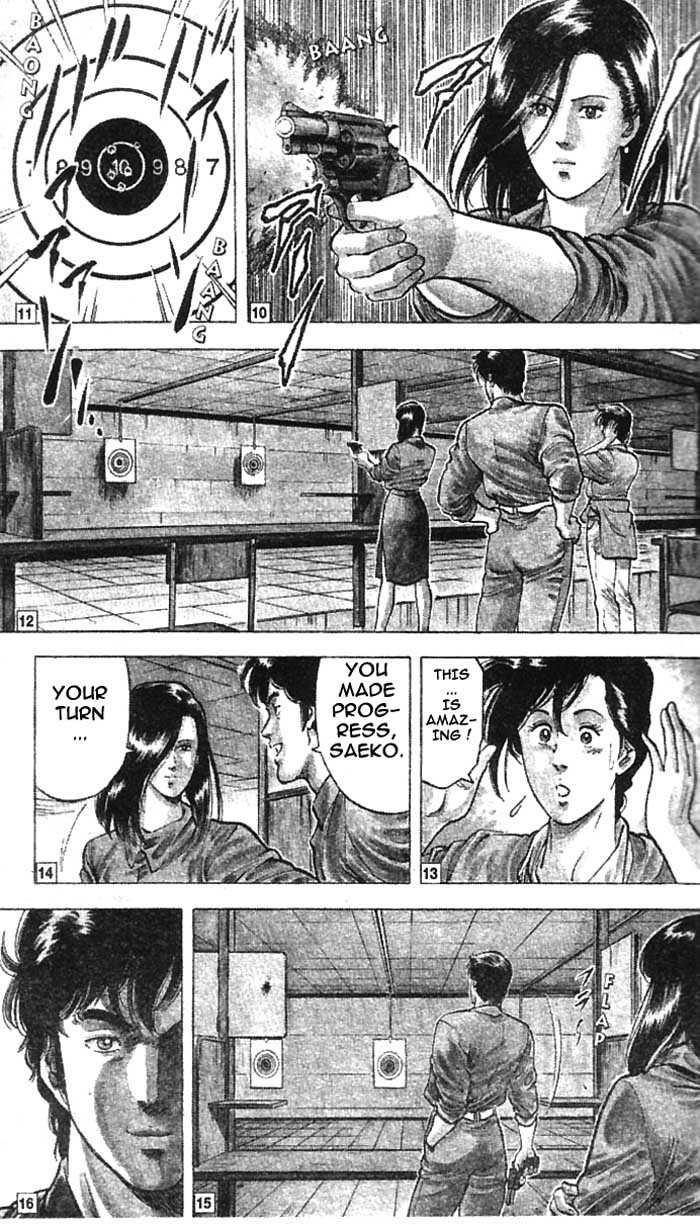 BAANG
10
BAONG
7 8 9 10 9 8 7
BAANG
11
12
THIS
...
IS
AMAZ-
ING !
13
YOU
MADE
PROG-
RESS,
SAEKO.
YOUR
TURN
...
14
FLAP
15
16